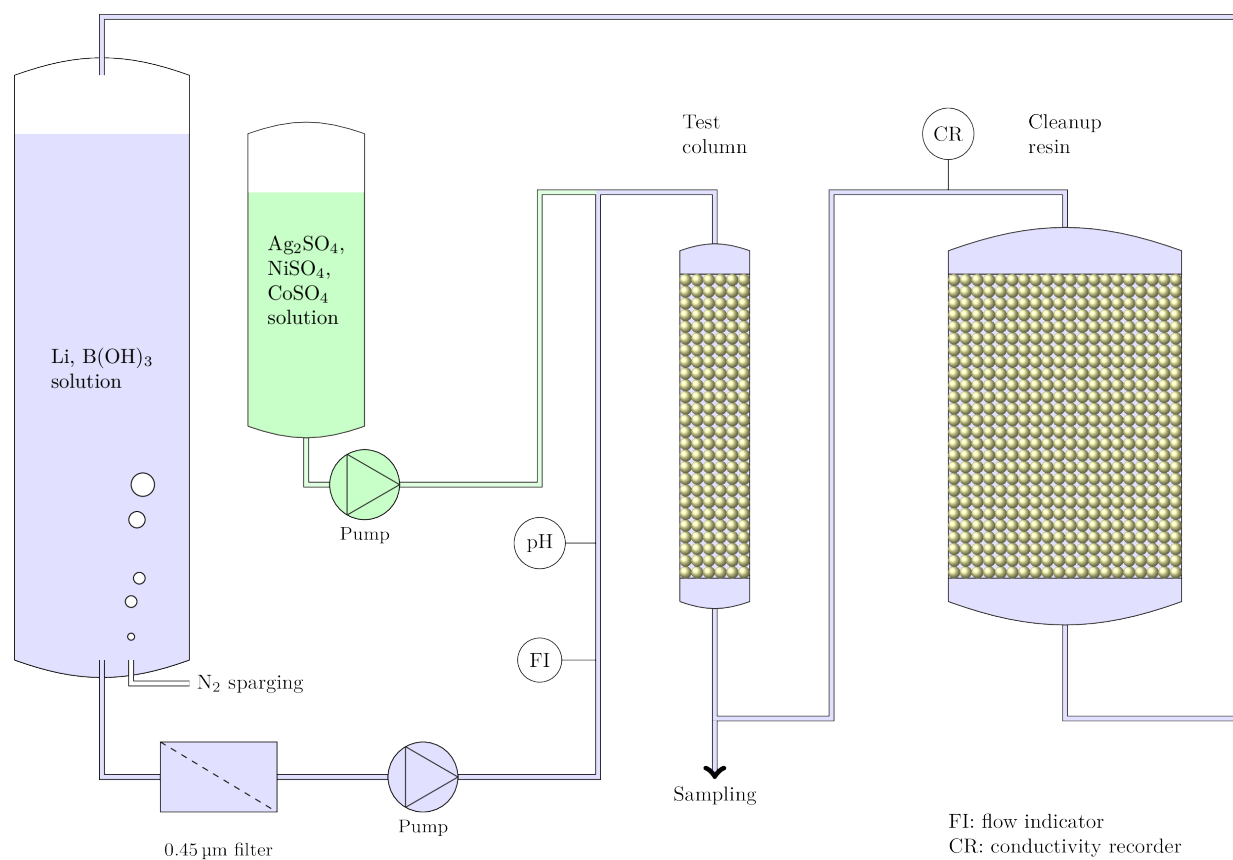 Test
column
CR
Cleanup
resin
Ag₂SO₄,
NiSO₄,
CoSO₄
solution
Li, B(OH)₃
solution
Pump
pH
FI
N₂ sparging
Sampling
Pump
0.45 µm filter
FI: flow indicator
CR: conductivity recorder